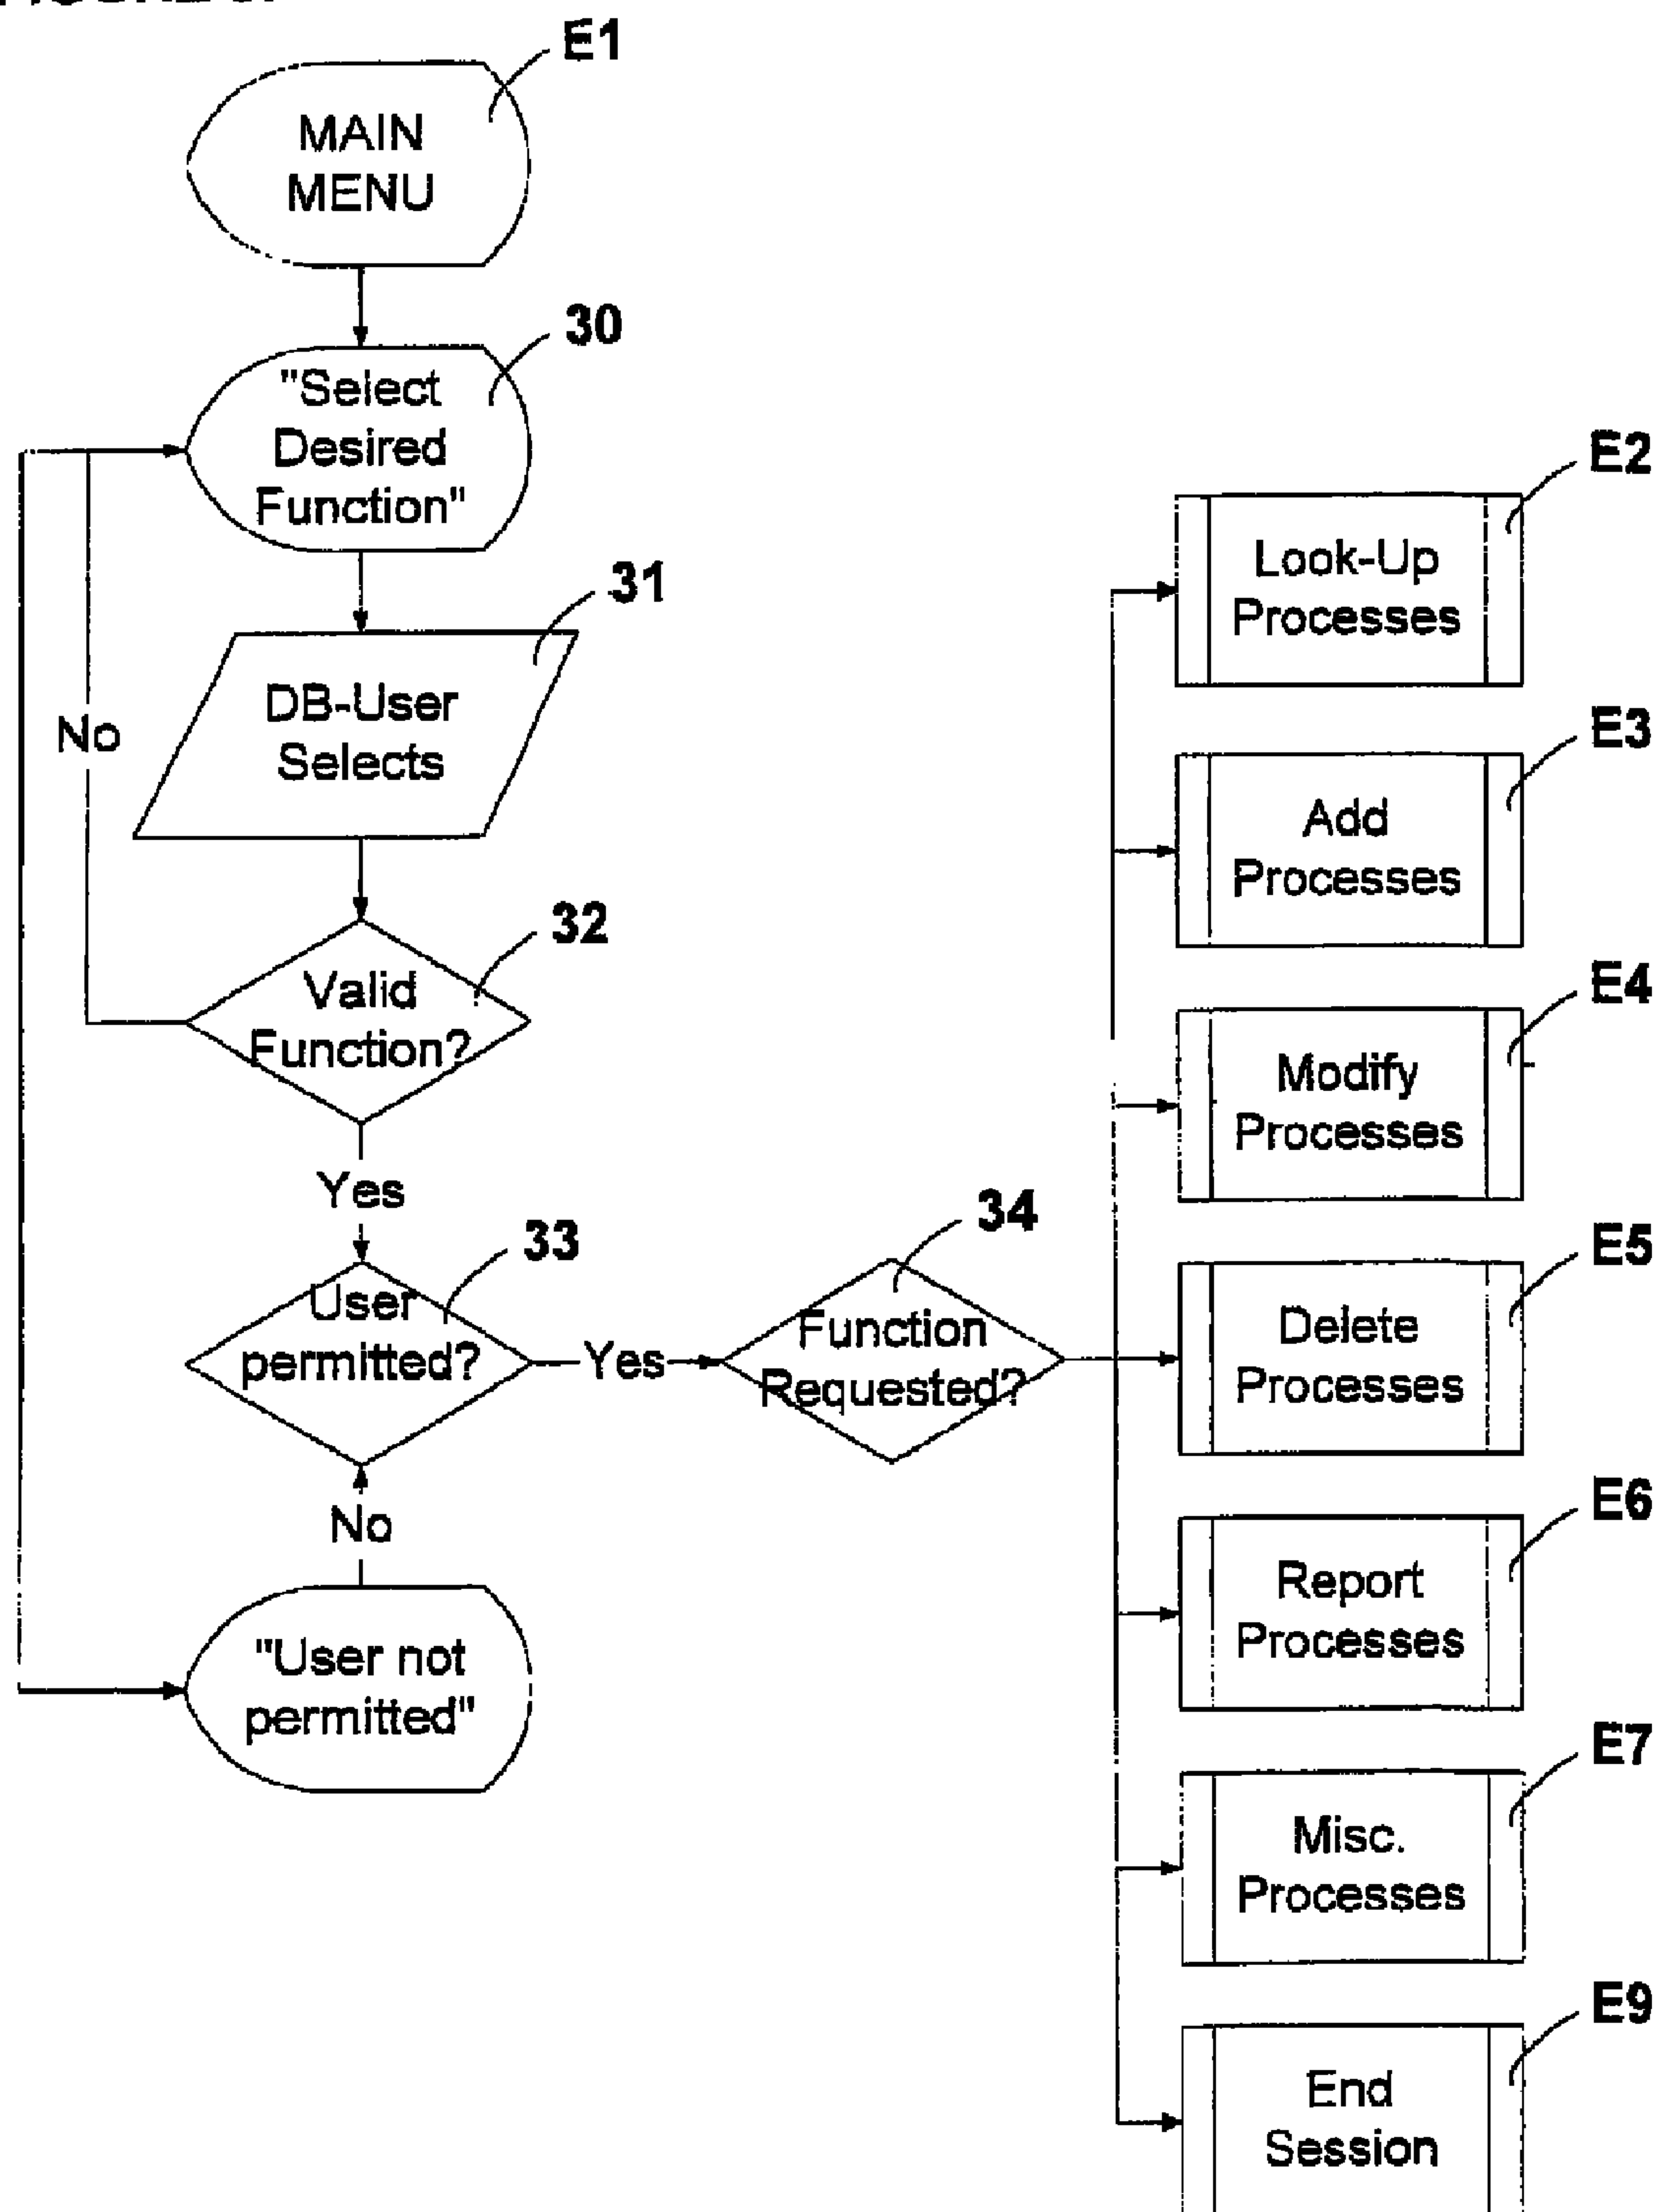 E1
MAIN
MENU
30
"Select
Desired
Function"
31
DB-User
Selects
No
32
Valid
Function?
Yes
33
User
permitted?
Yes
34
Function
Requested?
No
"User not
permitted"
E2
Look-Up
Processes
E3
Add
Processes
E4
Modify
Processes
E5
Delete
Processes
E6
Report
Processes
E7
Misc.
Processes
E9
End
Session